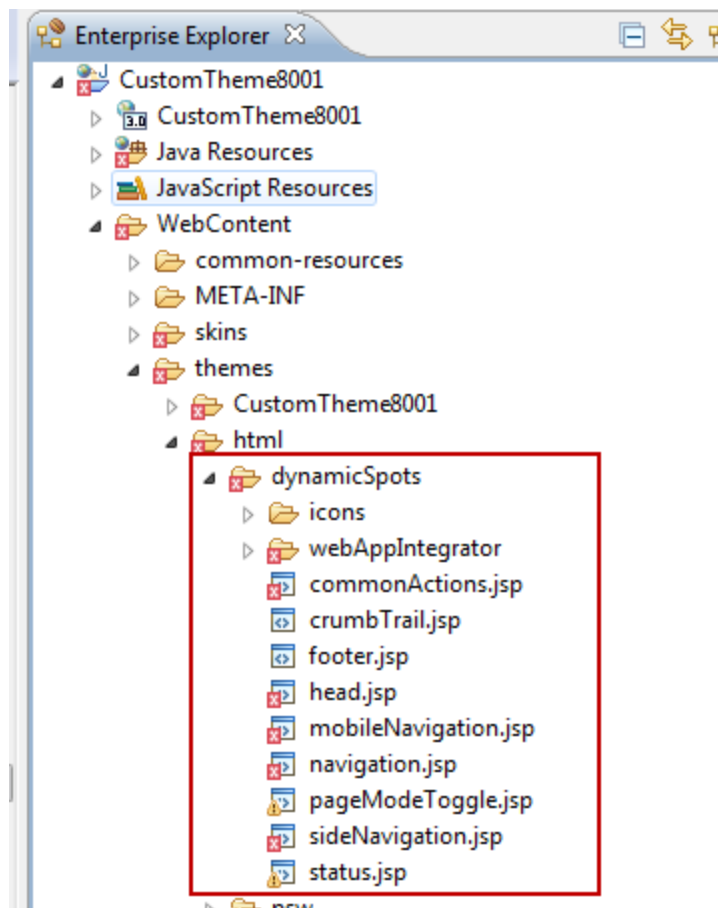 Enterprise Explorer
CustomTheme8001
3.0 CustomTheme8001
Java Resources
JavaScript Resources
WebContent
common-resources
META-INF
skins
themes
CustomTheme8001
html
dynamicSpots
icons
webAppIntegrator
commonActions.jsp
crumbTrail.jsp
footer.jsp
head.jsp
mobileNavigation.jsp
navigation.jsp
pageModeToggle.jsp
sideNavigation.jsp
status.jsp